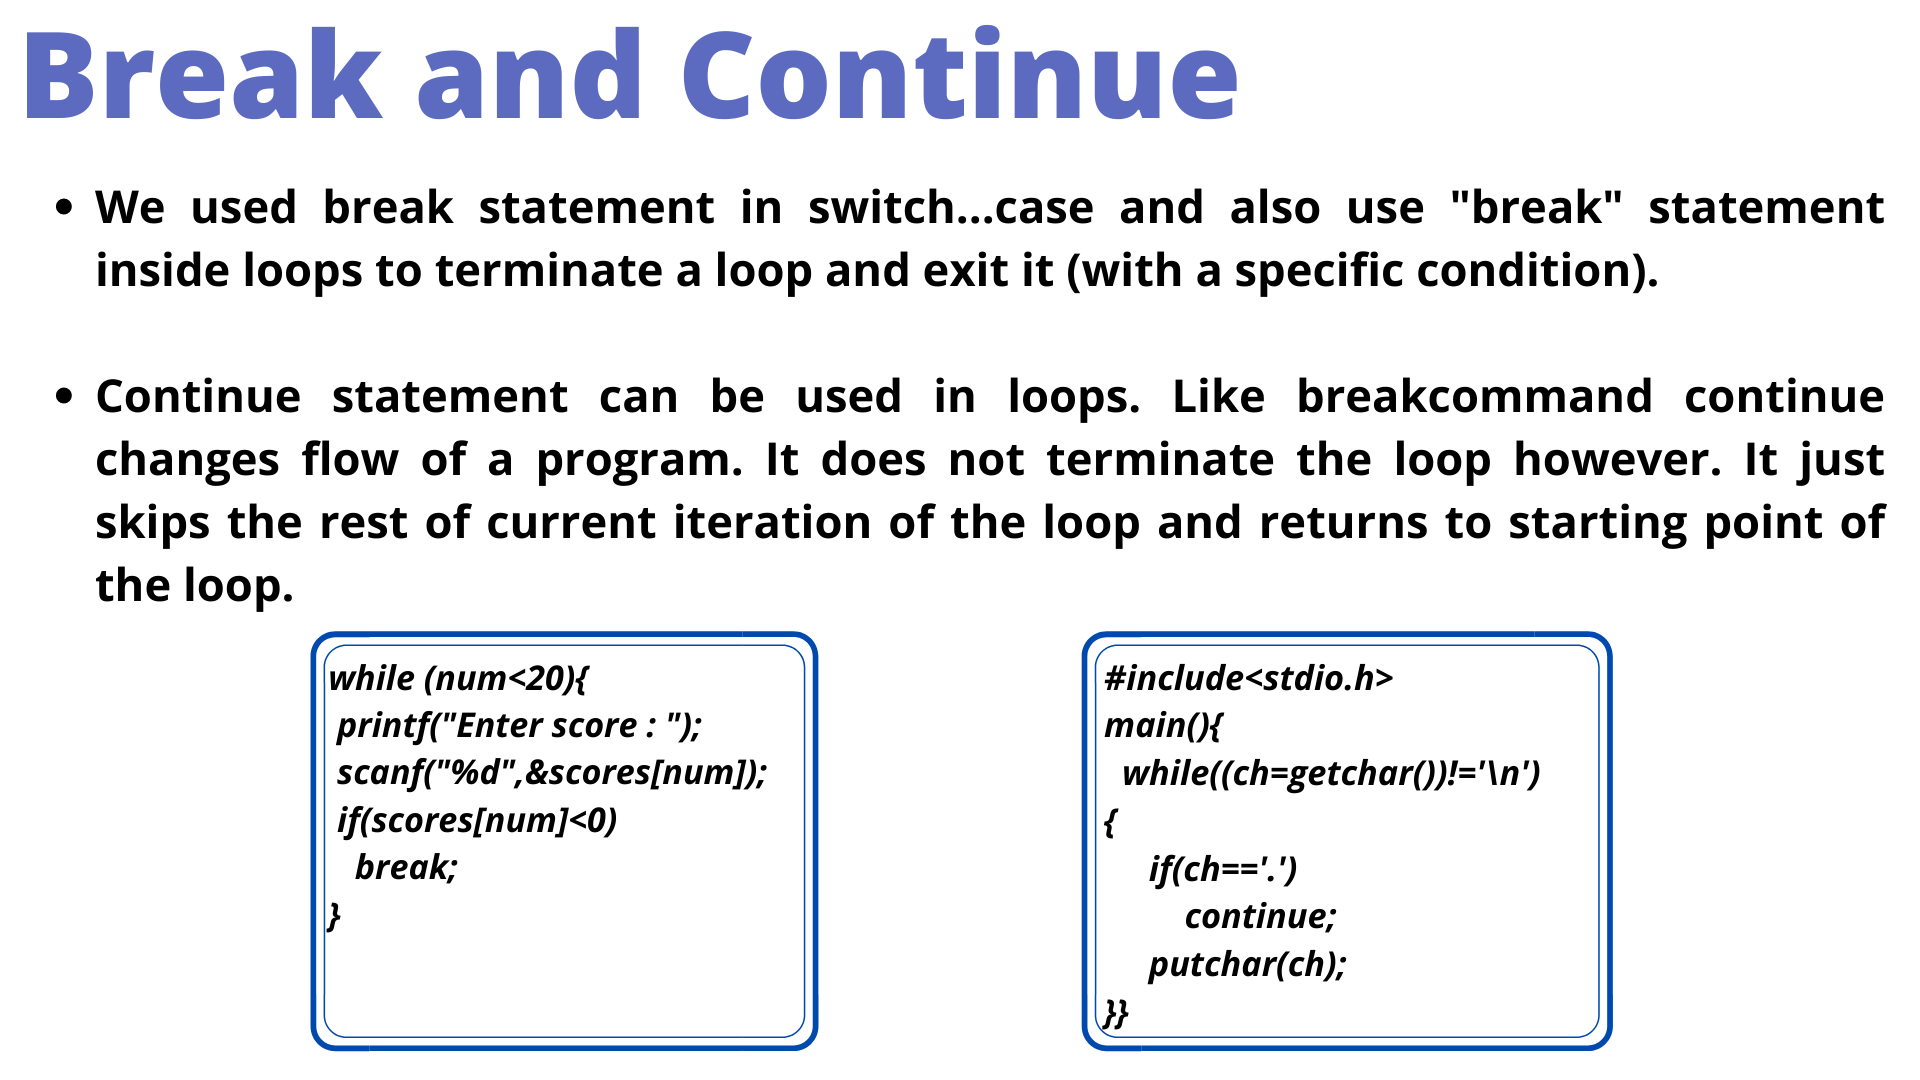 Break and Continue
• We used break statement in switch...case and also use "break" statement
inside loops to terminate a loop and exit it (with a specific condition).
• Continue statement can be used in loops. Like breakcommand continue
changes flow of a program. It does not terminate the loop however. It just
skips the rest of current iteration of the loop and returns to starting point of
the loop.
while (num<20){
 printf("Enter score : ");
 scanf("%d",&scores[num]);
 if(scores[num]<0)
   break;
}
#include<stdio.h>
main(){
  while((ch=getchar())!='\n')
{
     if(ch=='.')
         continue;
     putchar(ch);
}}